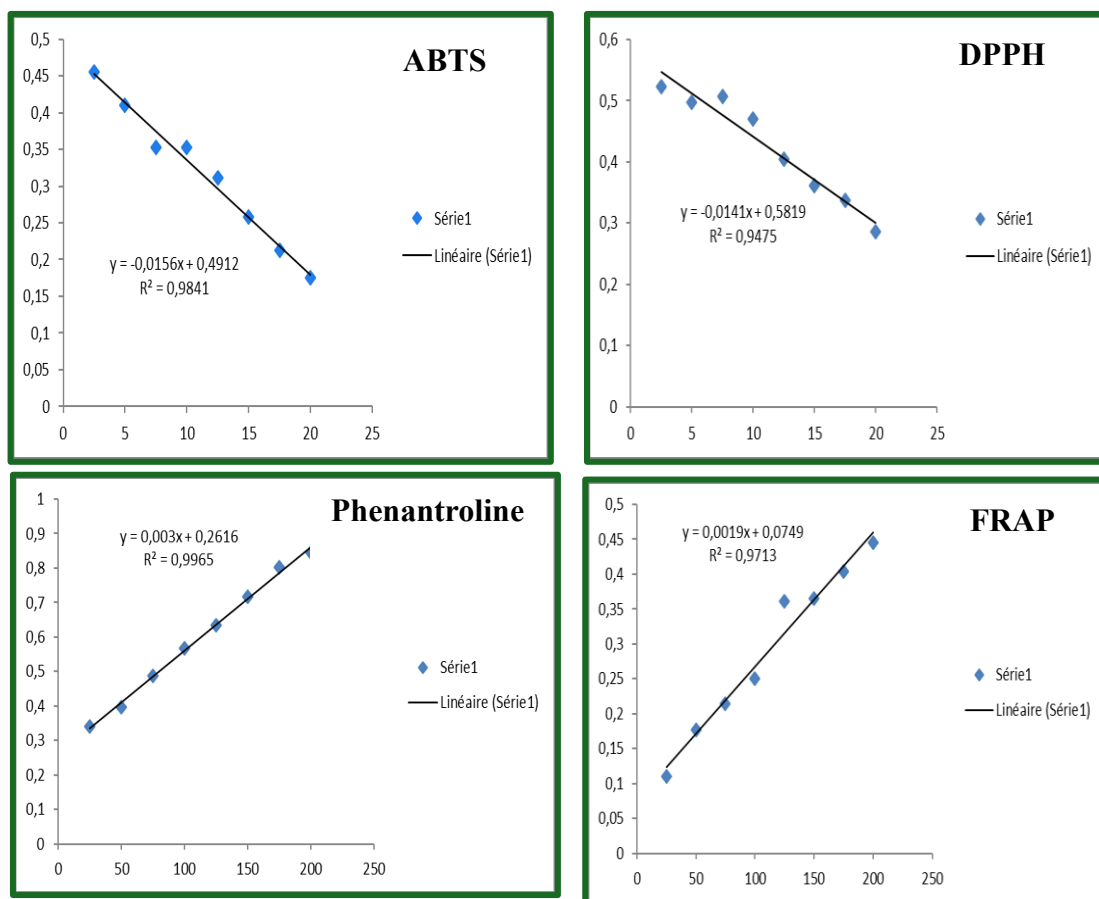 ABTS
0,5
0,45
0,4
0,35
0,3
0,25
0,2
0,15
0,1
0,05
0
y = -0,0156x + 0,4912
R² = 0,9841
Série1
Linéaire (Série1)
0 5 10 15 20 25
DPPH
0,6
0,5
0,4
0,3
0,2
0,1
0
y = -0,0141x + 0,5819
R² = 0,9475
Série1
Linéaire (Série1)
0 5 10 15 20 25
Phenantroline
1
0,9
0,8
0,7
0,6
0,5
0,4
0,3
0,2
0,1
0
y = 0,003x + 0,2616
R² = 0,9965
Série1
Linéaire (Série1)
0 50 100 150 200 250
FRAP
0,5
0,45
0,4
0,35
0,3
0,25
0,2
0,15
0,1
0,05
0
y = 0,0019x + 0,0749
R² = 0,9713
Série1
Linéaire (Série1)
0 50 100 150 200 250